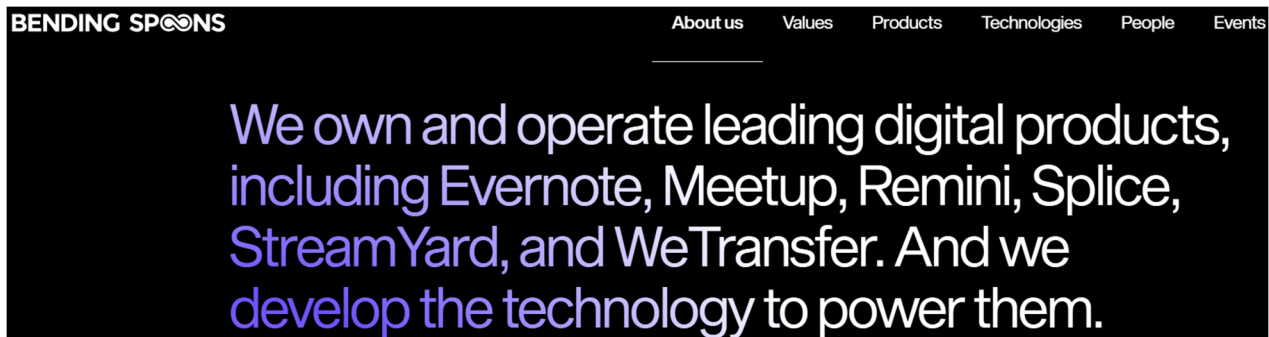 BENDING SPOONS
About us Values Products Technologies People Events
We own and operate leading digital products,
including Evernote, Meetup, Remini, Splice,
StreamYard, and WeTransfer. And we
develop the technology to power them.